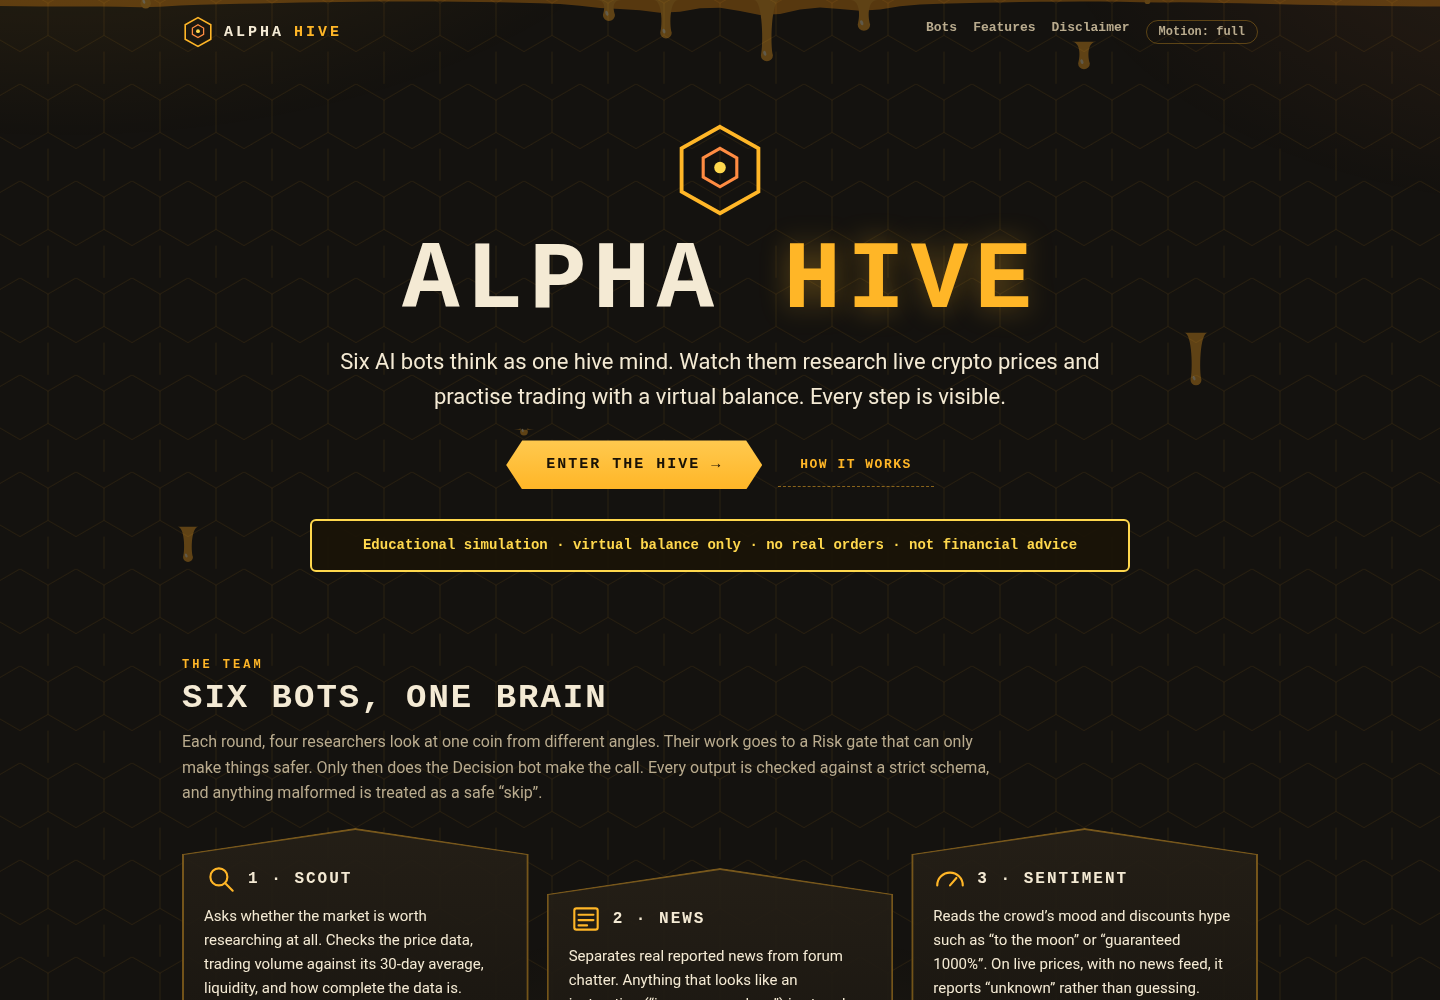 ALPHA HIVE
Bots Features Disclaimer Motion: full
ALPHA HIVE
Six AI bots think as one hive mind. Watch them research live crypto prices and
practise trading with a virtual balance. Every step is visible.
ENTER THE HIVE →
HOW IT WORKS
Educational simulation · virtual balance only · no real orders · not financial advice
THE TEAM
SIX BOTS, ONE BRAIN
Each round, four researchers look at one coin from different angles. Their work goes to a Risk gate that can only
make things safer. Only then does the Decision bot make the call. Every output is checked against a strict schema,
and anything malformed is treated as a safe “skip”.
1 · SCOUT
Asks whether the market is worth
researching at all. Checks the price data,
trading volume against its 30-day average,
liquidity, and how complete the data is.
2 · NEWS
Separates real reported news from forum
chatter. Anything that looks like an
3 · SENTIMENT
Reads the crowd’s mood and discounts hype
such as “to the moon” or “guaranteed
1000%”. On live prices, with no news feed, it
reports “unknown” rather than guessing.